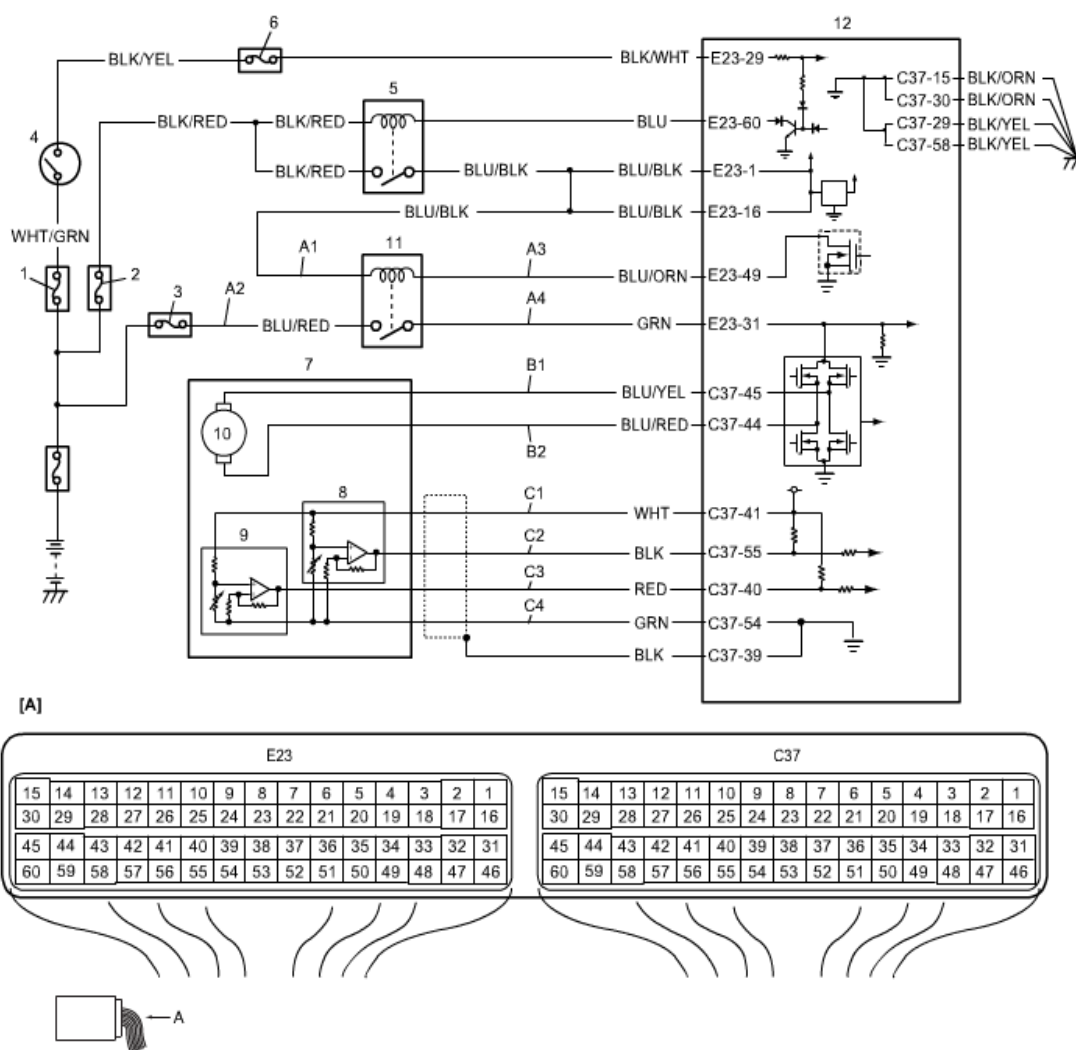 6 12
BLK/YEL BLK/WHT E23-29
C37-15 BLK/ORN
5 C37-30 BLK/ORN
4 BLK/RED BLK/RED BLU E23-60 C37-29 BLK/YEL
C37-58 BLK/YEL
BLK/RED BLU/BLK BLU/BLK E23-1
BLU/BLK BLU/BLK E23-16
WHT/GRN
A1 11 A3
1 2 BLU/ORN E23-49
A2 A4
3 BLU/RED GRN E23-31
7 B1
BLU/YEL C37-45
10 BLU/RED C37-44
B2
8 C1
WHT C37-41
9 C2
BLK C37-55
C3
RED C37-40
C4
GRN C37-54
BLK C37-39
[A]
E23 C37
15 14 13 12 11 10 9 8 7 6 5 4 3 2 1 15 14 13 12 11 10 9 8 7 6 5 4 3 2 1
30 29 28 27 26 25 24 23 22 21 20 19 18 17 16 30 29 28 27 26 25 24 23 22 21 20 19 18 17 16
45 44 43 42 41 40 39 38 37 36 35 34 33 32 31 45 44 43 42 41 40 39 38 37 36 35 34 33 32 31
60 59 58 57 56 55 54 53 52 51 50 49 48 47 46 60 59 58 57 56 55 54 53 52 51 50 49 48 47 46
A